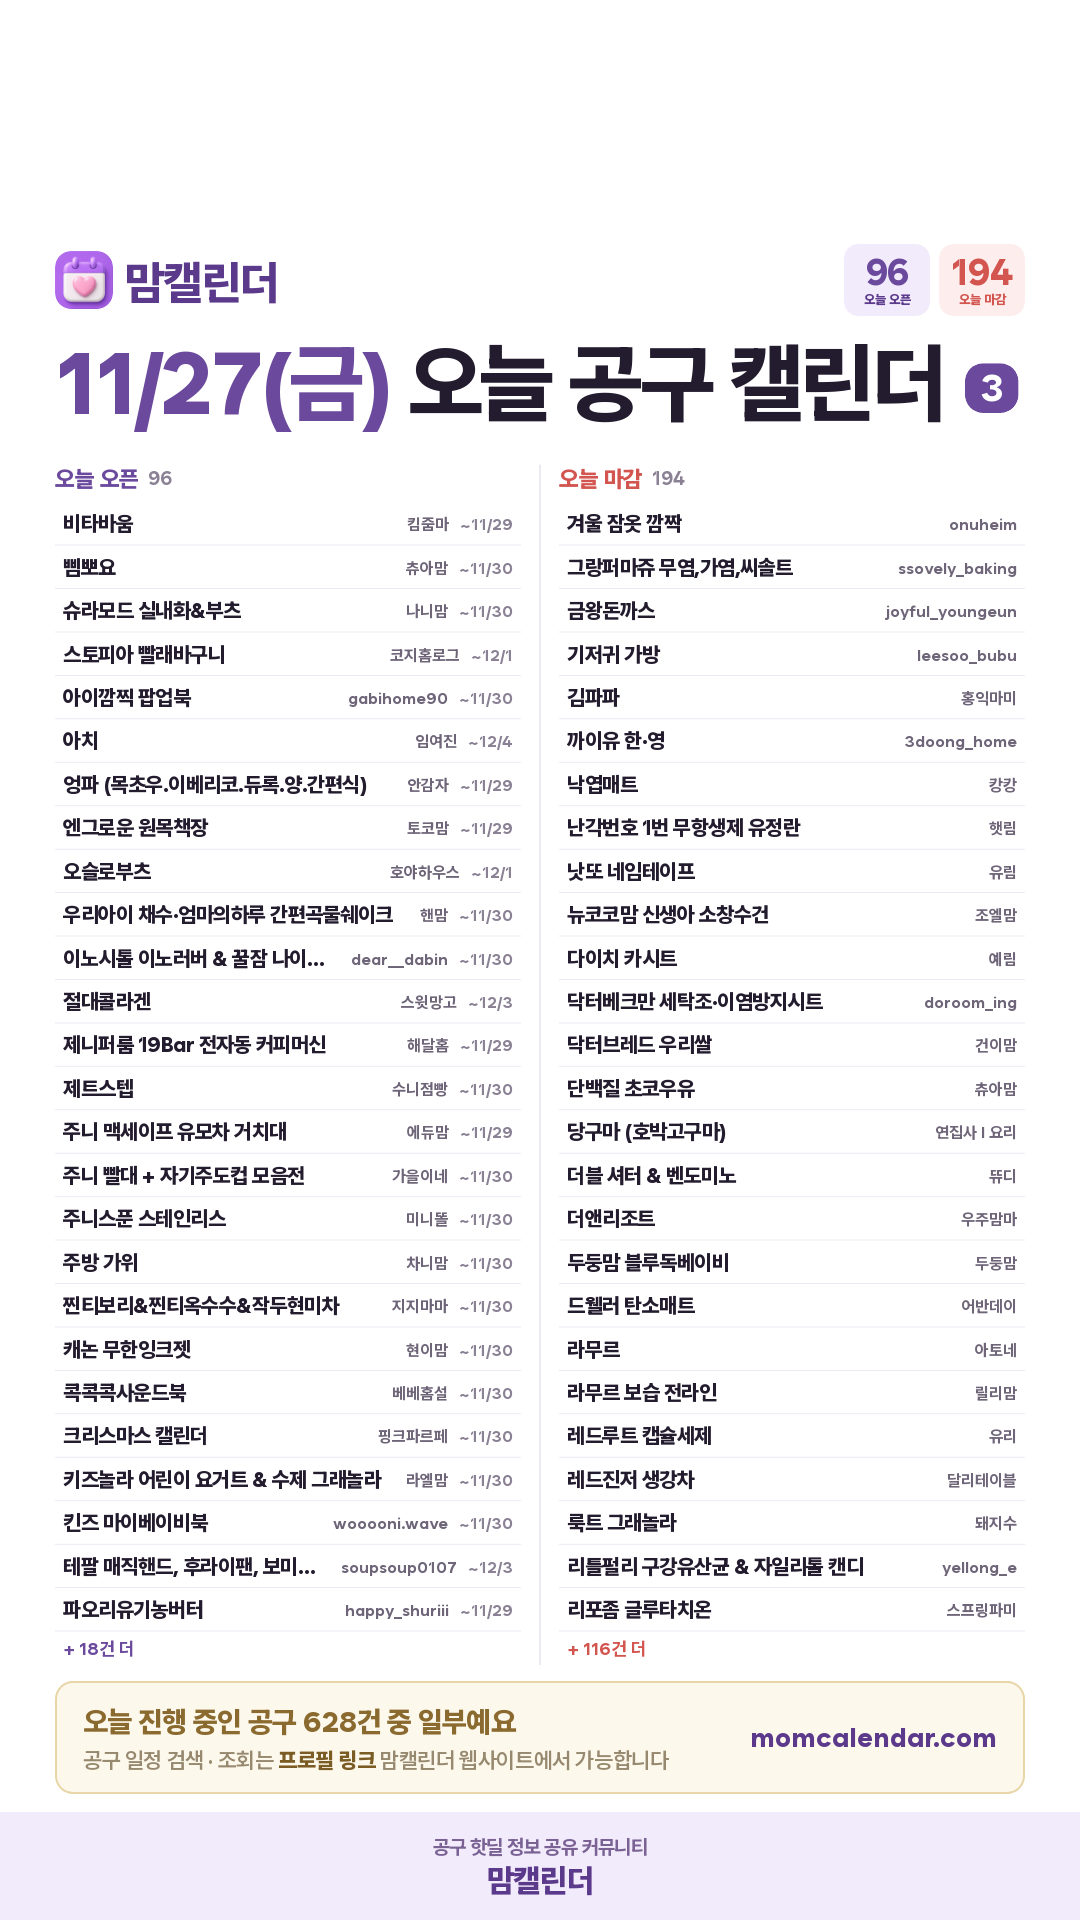 맘캘린더
96
오늘 오픈
194
오늘 마감
11/27(금) 오늘 공구 캘린더 3
오늘 오픈 96
비타바움 킴줌마 ~11/29
삠뽀요 츄아맘 ~11/30
슈라모드 실내화&부츠 나니맘 ~11/30
스토피아 빨래바구니 코지홈로그 ~12/1
아이깜찍 팝업북 gabihome90 ~11/30
아치 임여진 ~12/4
엉파 (목초우.이베리코.듀록.양.간편식) 안감자 ~11/29
엔그로운 원목책장 토코맘 ~11/29
오슬로부츠 호야하우스 ~12/1
우리아이 채수·엄마의하루 간편곡물쉐이크 핸맘 ~11/30
이노시톨 이노러버 & 꿀잠 나이… dear__dabin ~11/30
절대콜라겐 스윗망고 ~12/3
제니퍼룸 19Bar 전자동 커피머신 해달홈 ~11/29
제트스텝 수니점빵 ~11/30
주니 맥세이프 유모차 거치대 에듀맘 ~11/29
주니 빨대 + 자기주도컵 모음전 가을이네 ~11/30
주니스푼 스테인리스 미니똘 ~11/30
주방 가위 차니맘 ~11/30
찐티보리&찐티옥수수&작두현미차 지지마마 ~11/30
캐논 무한잉크젯 현이맘 ~11/30
콕콕콕사운드북 베베홈설 ~11/30
크리스마스 캘린더 핑크파르페 ~11/30
키즈놀라 어린이 요거트 & 수제 그래놀라 라엘맘 ~11/30
킨즈 마이베이비북 wooooni.wave ~11/30
테팔 매직핸드, 후라이팬, 보미… soupsoup0107 ~12/3
파오리유기농버터 happy_shuriii ~11/29
+ 18건 더
오늘 마감 194
겨울 잠옷 깜짝 onuheim
그랑퍼마쥬 무염,가염,씨솔트 ssovely_baking
금왕돈까스 joyful_youngeun
기저귀 가방 leesoo_bubu
김파파 홍익마미
까이유 한·영 3doong_home
낙엽매트 캉캉
난각번호 1번 무항생제 유정란 햇림
낫또 네임테이프 유림
뉴코코맘 신생아 소창수건 조엘맘
다이치 카시트 예림
닥터베크만 세탁조·이염방지시트 doroom_ing
닥터브레드 우리쌀 건이맘
단백질 초코우유 츄아맘
당구마 (호박고구마) 연집사 I 요리
더블 셔터 & 벤도미노 뜌디
더앤리조트 우주맘마
두둥맘 블루독베이비 두둥맘
드웰러 탄소매트 어반데이
라무르 아토네
라무르 보습 전라인 릴리맘
레드루트 캡슐세제 유리
레드진저 생강차 달리테이블
룩트 그래놀라 돼지수
리틀펄리 구강유산균 & 자일리톨 캔디 yellong_e
리포좀 글루타치온 스프링파미
+ 116건 더
오늘 진행 중인 공구 628건 중 일부예요
공구 일정 검색 · 조회는 프로필 링크 맘캘린더 웹사이트에서 가능합니다
momcalendar.com
공구 핫딜 정보 공유 커뮤니티
맘캘린더